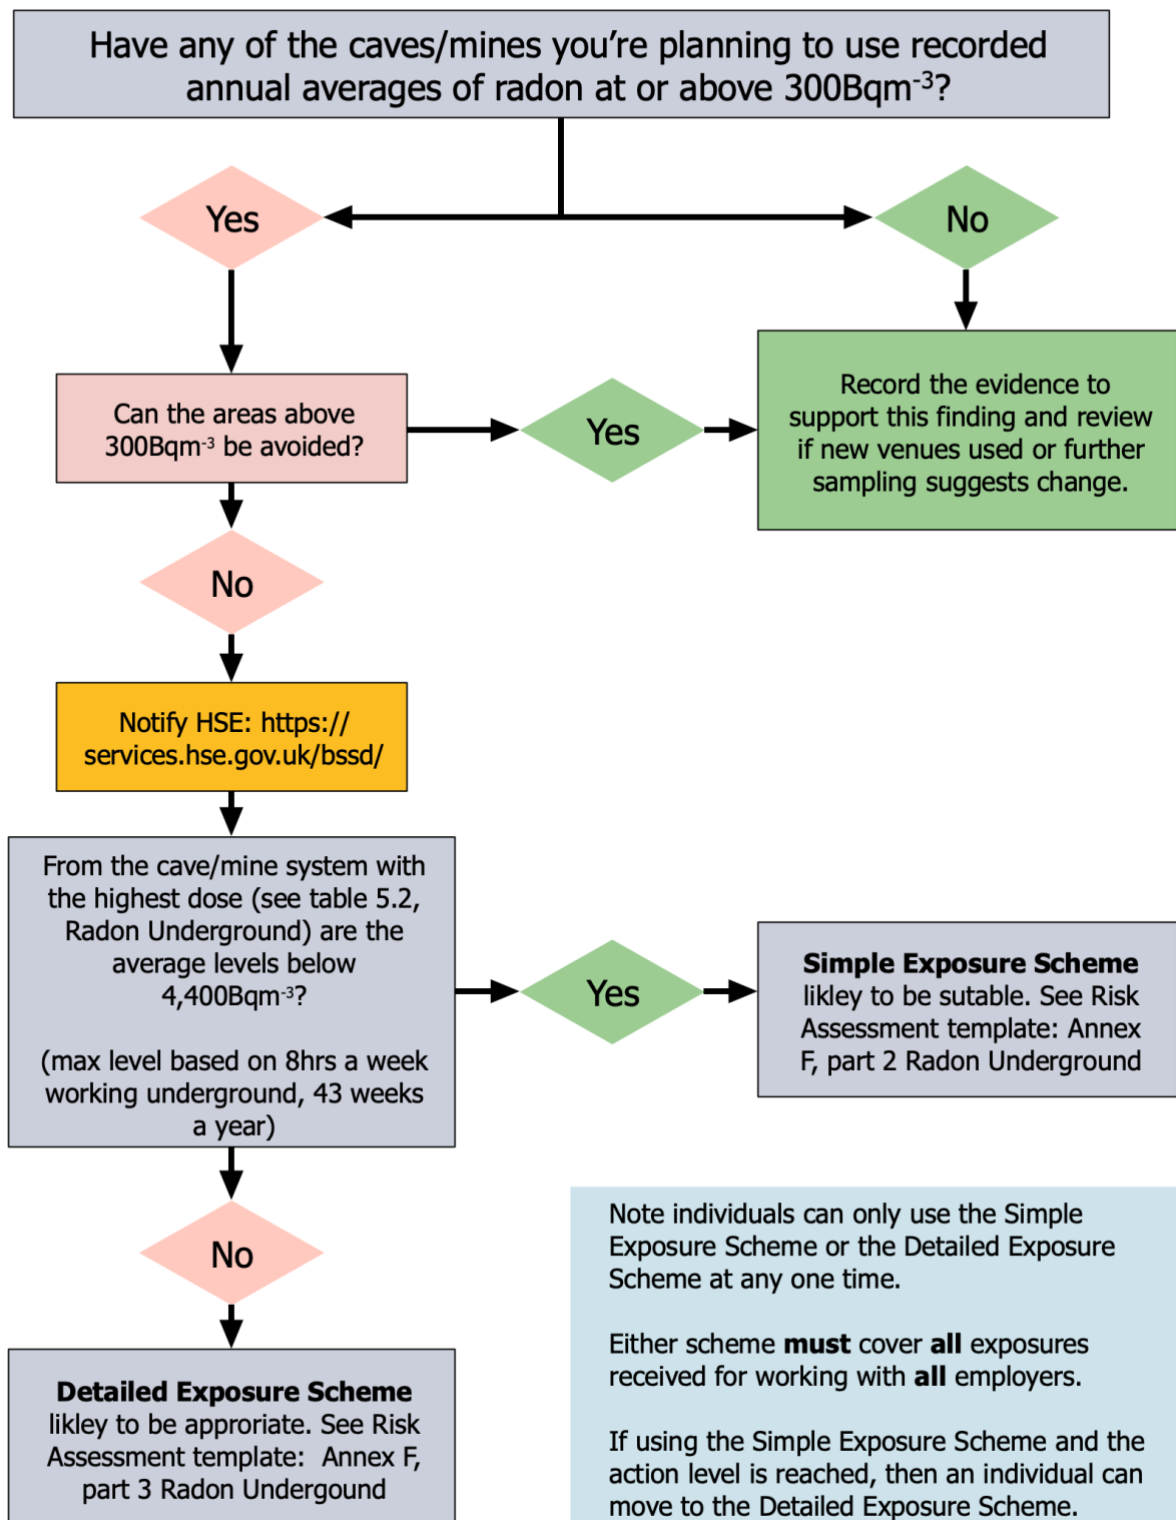 Have any of the caves/mines you're planning to use recorded
annual averages of radon at or above 300Bqm⁻³?
Yes
No
Can the areas above
300Bqm⁻³ be avoided?
Yes
Record the evidence to
support this finding and review
if new venues used or further
sampling suggests change.
No
Notify HSE: https://
services.hse.gov.uk/bssd/
From the cave/mine system with
the highest dose (see table 5.2,
Radon Underground) are the
average levels below
4,400Bqm⁻³?
(max level based on 8hrs a week
working underground, 43 weeks
a year)
Yes
Simple Exposure Scheme
likley to be sutable. See Risk
Assessment template: Annex
F, part 2 Radon Underground
No
Detailed Exposure Scheme
likley to be approriate. See Risk
Assessment template: Annex F,
part 3 Radon Undergound
Note individuals can only use the Simple
Exposure Scheme or the Detailed Exposure
Scheme at any one time.
Either scheme must cover all exposures
received for working with all employers.
If using the Simple Exposure Scheme and the
action level is reached, then an individual can
move to the Detailed Exposure Scheme.